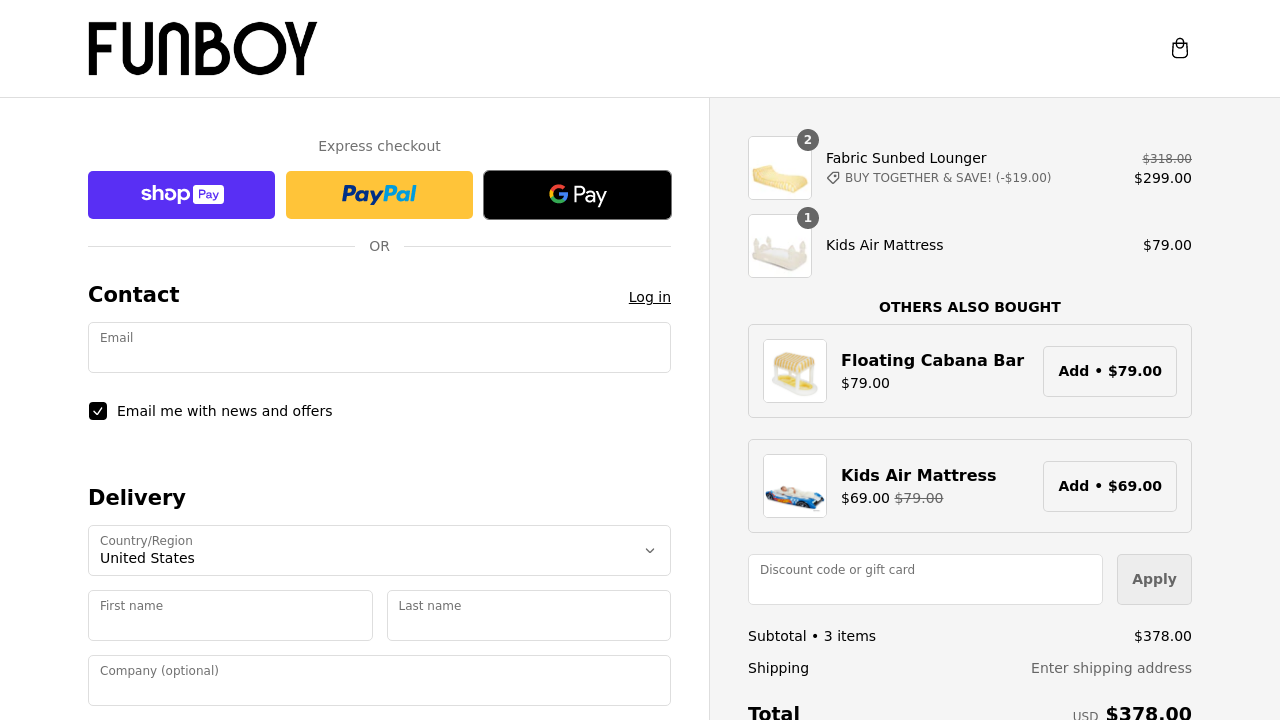 FUNBOY
Express checkout
shop Pay
PayPal
G Pay
OR
Contact
Log in
Email
Email me with news and offers
Delivery
Country/Region
United States
First name
Last name
Company (optional)
2
Fabric Sunbed Lounger
$318.00
BUY TOGETHER & SAVE! (-$19.00)
$299.00
1
Kids Air Mattress
$79.00
OTHERS ALSO BOUGHT
Floating Cabana Bar
$79.00
Add • $79.00
Kids Air Mattress
$69.00 $79.00
Add • $69.00
Discount code or gift card
Apply
Subtotal • 3 items
$378.00
Shipping
Enter shipping address
Total
USD $378.00